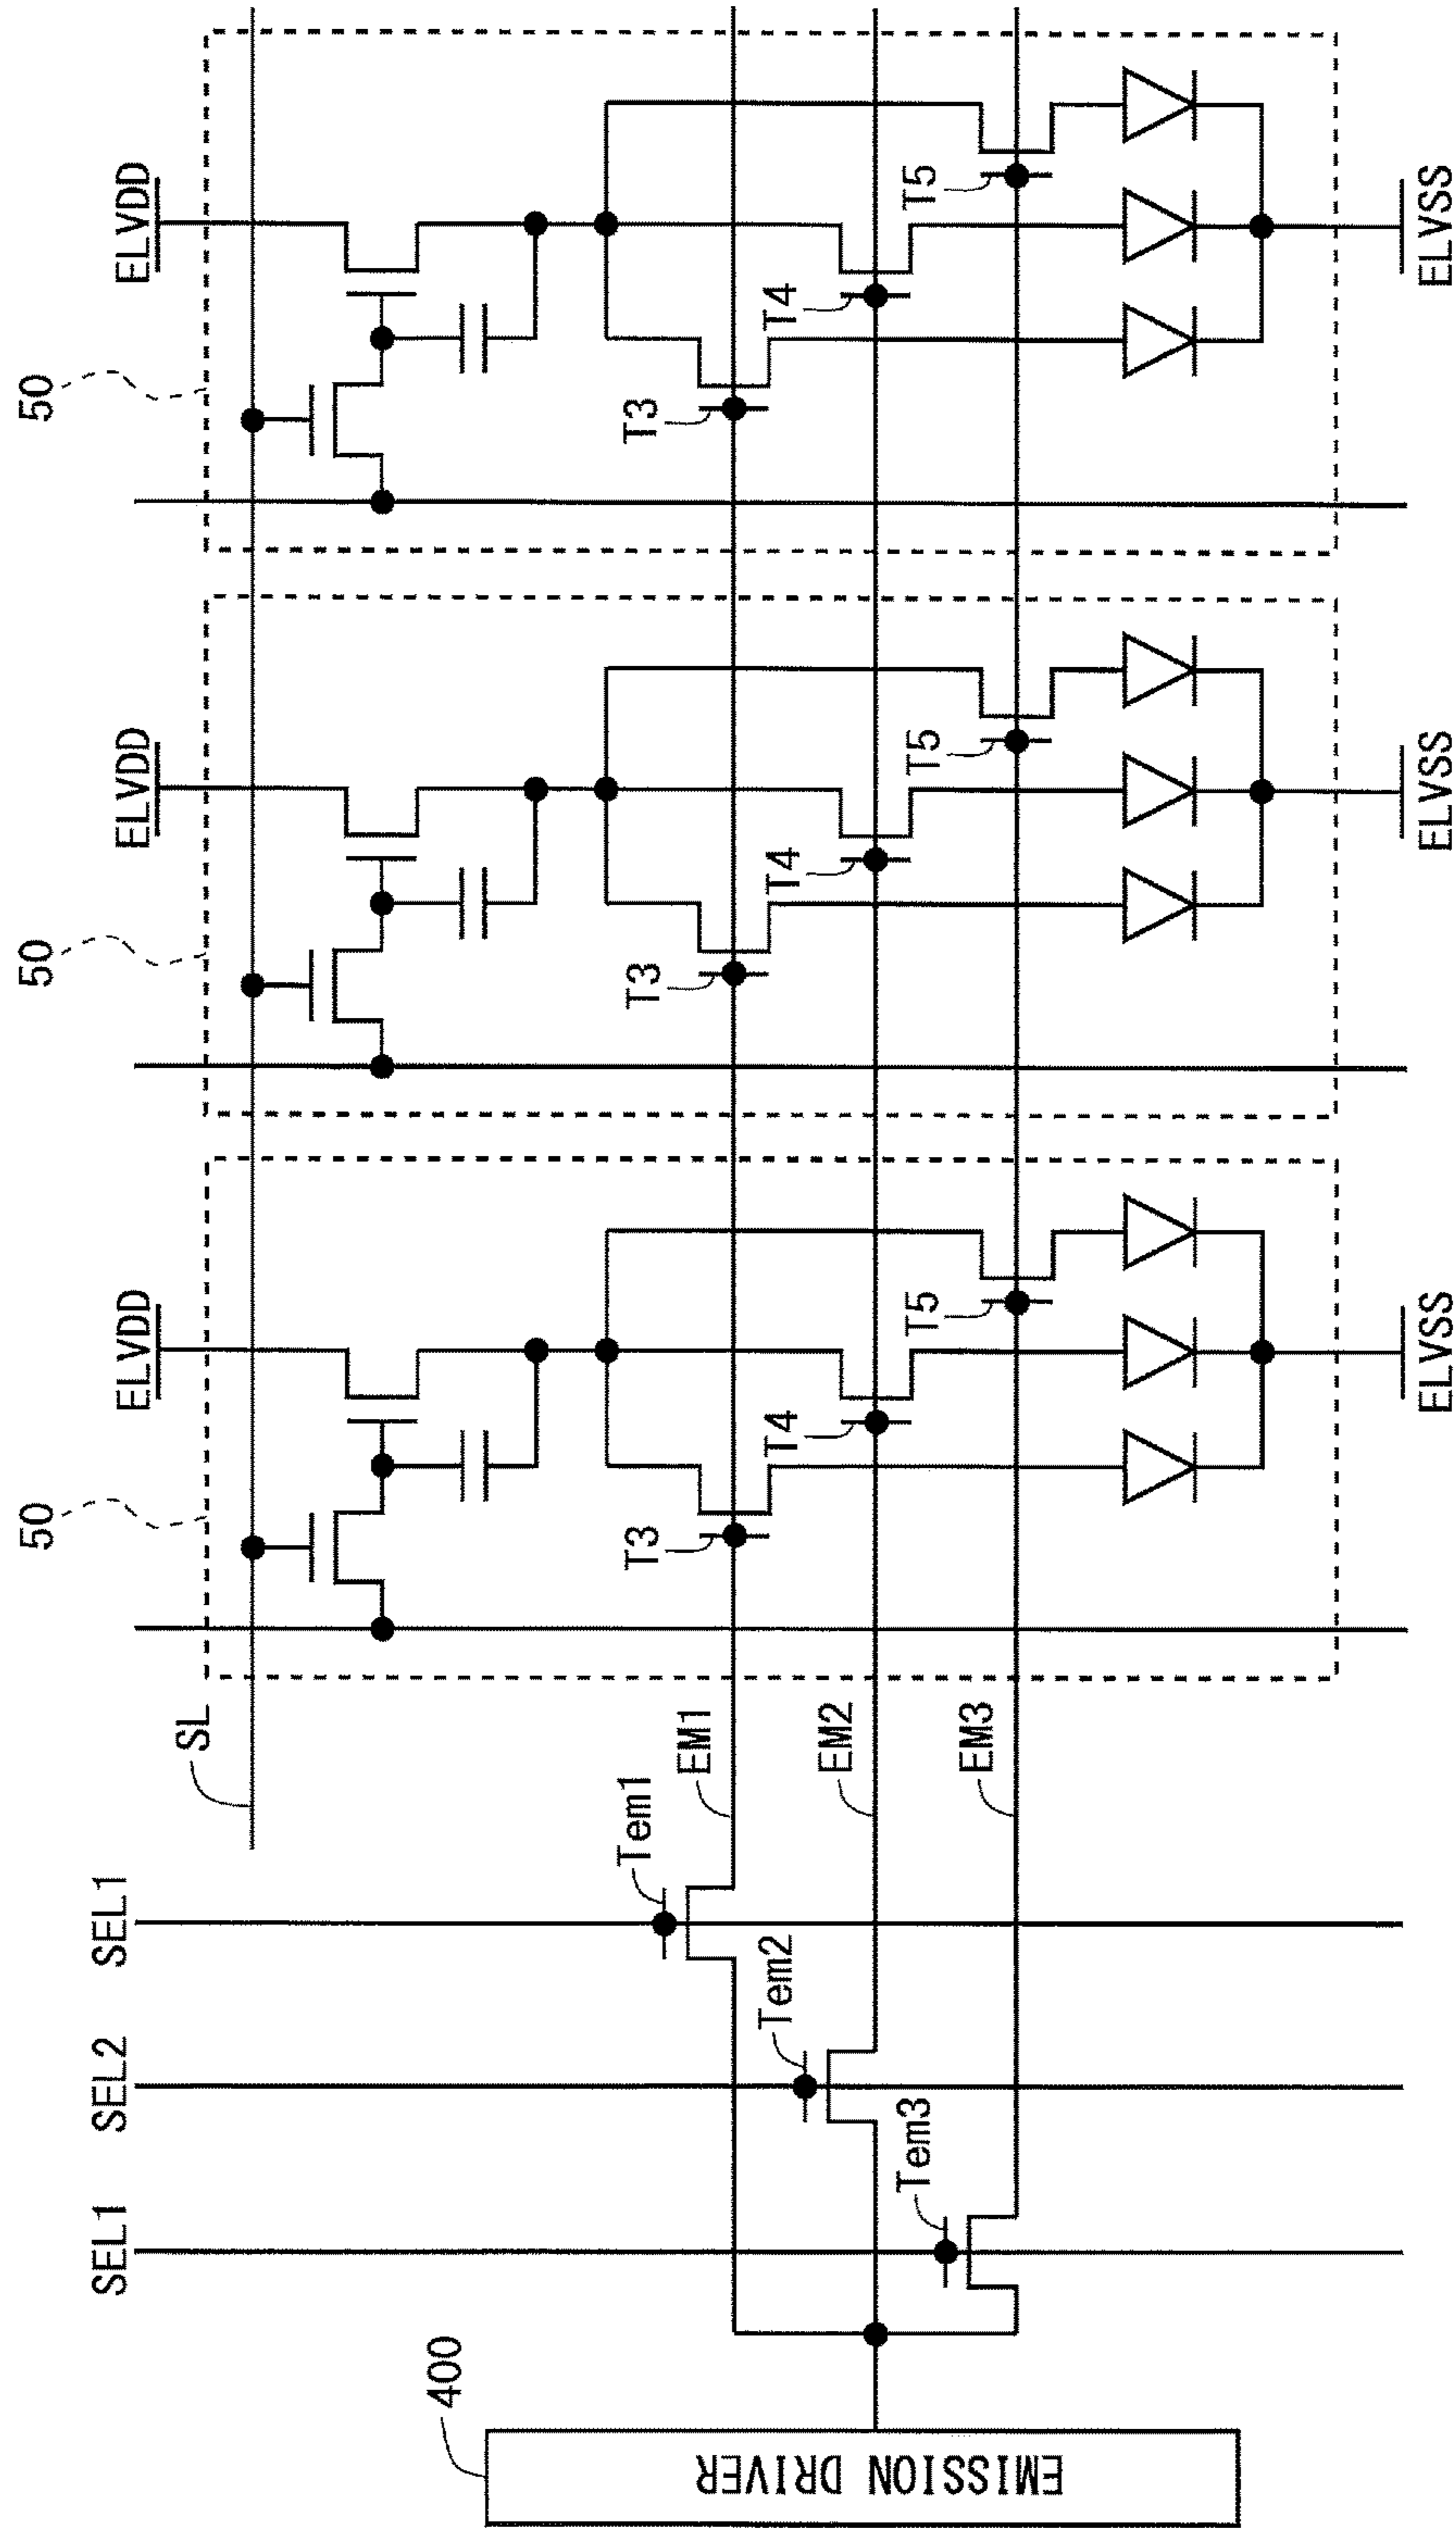 50
50
50
ELVDD
ELVDD
ELVDD
SEL1
SEL2
SEL1
SL
T3
T4
T5
T3
T4
T5
T3
T4
T5
Tem1
Tem2
Tem3
EM1
EM2
EM3
400
EMISSION DRIVER
ELVSS
ELVSS
ELVSS